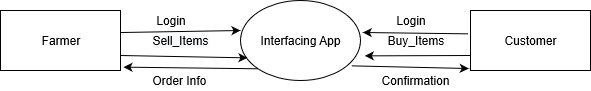 Login
Login
Farmer
Sell_Items
Interfacing App
Buy_Items
Customer
Order Info
Confirmation